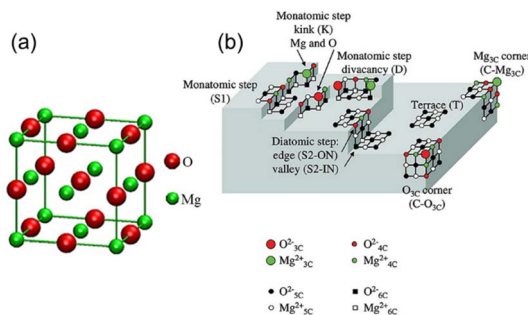 (a)
O
Mg
(b)
Monatomic step
kink (K)
Mg and O
Monatomic step
(S1)
Monatomic step
divacancy (D)
Mg3C corner
(C-Mg3C)
Terrace (T)
Diatomic step:
edge (S2-ON)
valley (S2-IN)
O3C corner
(C-O3C)
O2-3C
Mg2+3C
O2-4C
Mg2+4C
O2-5C
Mg2+5C
O2-6C
Mg2+6C